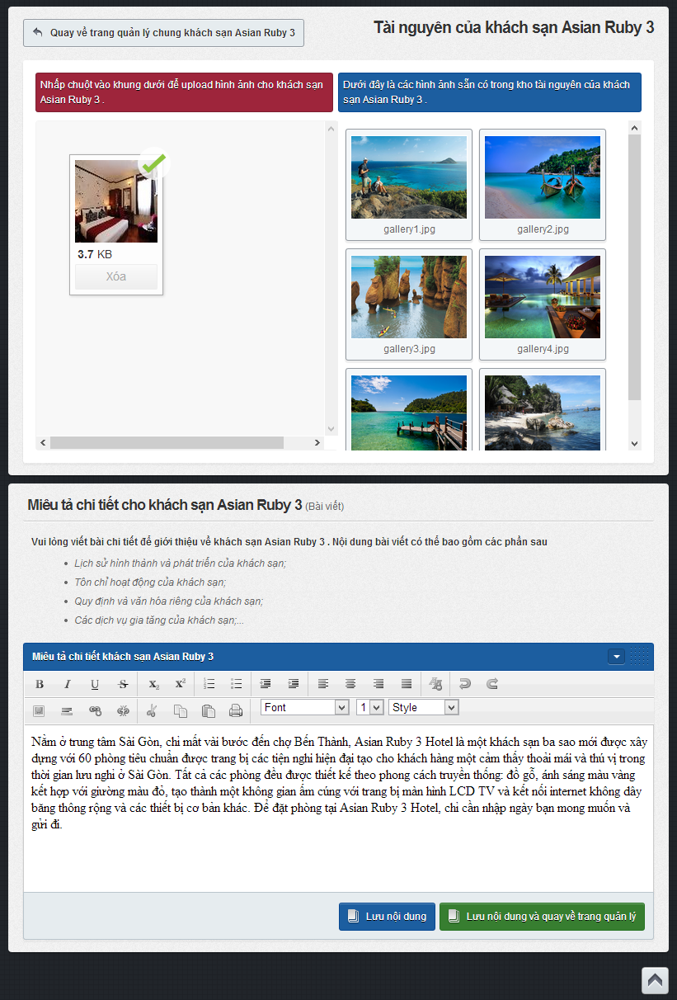 Quay về trang quản lý chung khách sạn Asian Ruby 3
Tài nguyên của khách sạn Asian Ruby 3
Nhấp chuột vào khung dưới để upload hình ảnh cho khách sạn
Asian Ruby 3 .
Dưới đây là các hình ảnh sẵn có trong kho tài nguyên của khách
sạn Asian Ruby 3 .
3.7 KB
Xóa
gallery1.jpg
gallery2.jpg
gallery3.jpg
gallery4.jpg
Miêu tả chi tiết cho khách sạn Asian Ruby 3 (Bài viết)
Vui lòng viết bài chi tiết để giới thiệu về khách sạn Asian Ruby 3 . Nội dung bài viết có thể bao gồm các phần sau
• Lịch sử hình thành và phát triển của khách sạn;
• Tôn chỉ hoạt động của khách sạn;
• Quy định và văn hóa riêng của khách sạn;
• Các dịch vụ gia tăng của khách sạn;...
Miêu tả chi tiết khách sạn Asian Ruby 3
B I U S X₂ X²
Font 1 Style
Nằm ở trung tâm Sài Gòn, chỉ mất vài bước đến chợ Bến Thành, Asian Ruby 3 Hotel là một khách sạn ba sao mới được xây
dựng với 60 phòng tiêu chuẩn được trang bị các tiện nghi hiện đại tạo cho khách hàng một cảm thấy thoải mái và thú vị trong
thời gian lưu nghỉ ở Sài Gòn. Tất cả các phòng đều được thiết kế theo phong cách truyền thống: đồ gỗ, ánh sáng màu vàng
kết hợp với giường màu đỏ, tạo thành một không gian ấm cúng với trang bị màn hình LCD TV và kết nối internet không dây
băng thông rộng và các thiết bị cơ bản khác. Để đặt phòng tại Asian Ruby 3 Hotel, chỉ cần nhập ngày bạn mong muốn và
gửi đi.
Lưu nội dung
Lưu nội dung và quay về trang quản lý